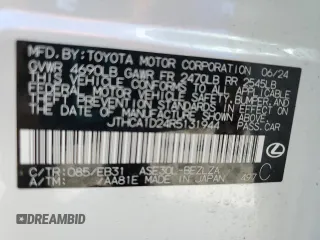 MFD. BY: TOYOTA MOTOR CORPORATION 06/24
GVWR 4690LB GAWR FR 2470LB RR 2545LB
THIS VEHICLE CONFORMS TO ALL APPLICABLE
FEDERAL MOTOR VEHICLE SAFETY, BUMPER, AND
THEFT PREVENTION STANDARDS IN EFFECT ON THE DATE
OF MANUFACTURE SHOWN ABOVE.
JTHCA1D24R5131944 PASS. C
C/TR: 085/EB31 ASE30L-BEZLZA
A/TM: /AA81E MADE IN JAPAN 497 C
AUTOBIDMASTER